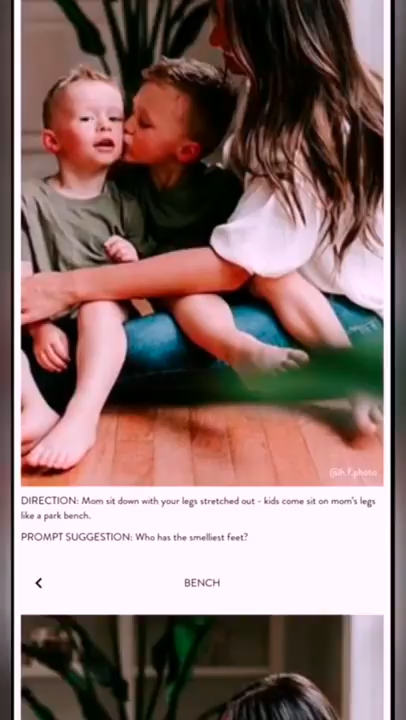 @h.f.photo
DIRECTION: Mom sit down with your legs stretched out - kids come sit on mom's legs
like a park bench.
PROMPT SUGGESTION: Who has the smelliest feet?
BENCH